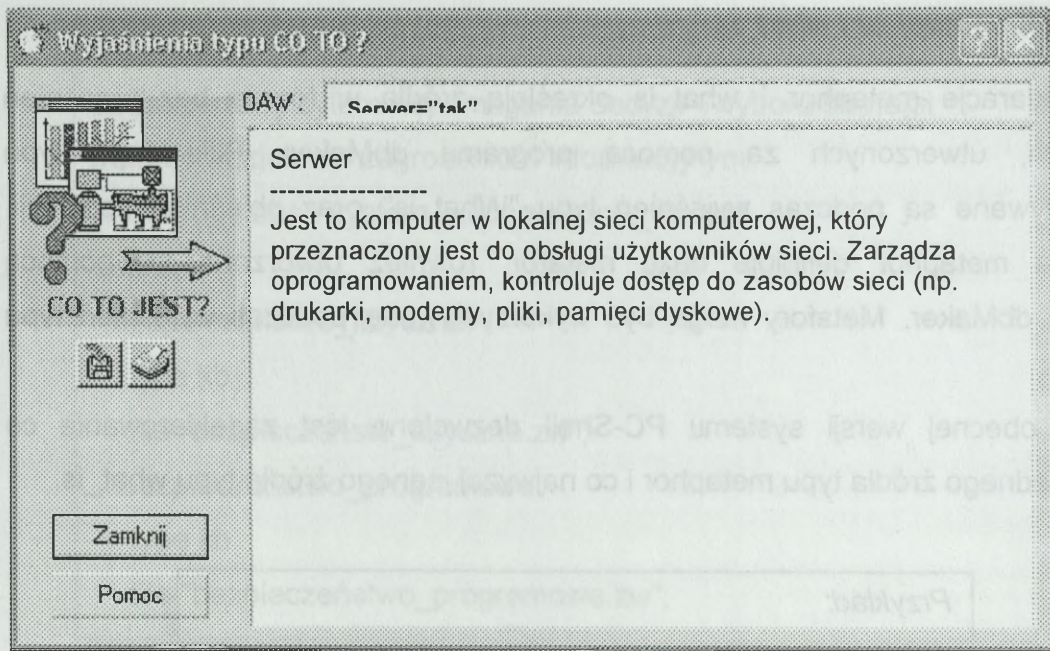 Wyjaśnienia typu CO TO ?
DAW: Serwer="tak"
Serwer
--------------
Jest to komputer w lokalnej sieci komputerowej, który
przeznaczony jest do obsługi użytkowników sieci. Zarządza
oprogramowaniem, kontroluje dostęp do zasobów sieci (np.
drukarki, modemy, pliki, pamięci dyskowe).
CO TO JEST?
Zamknij
Pomoc